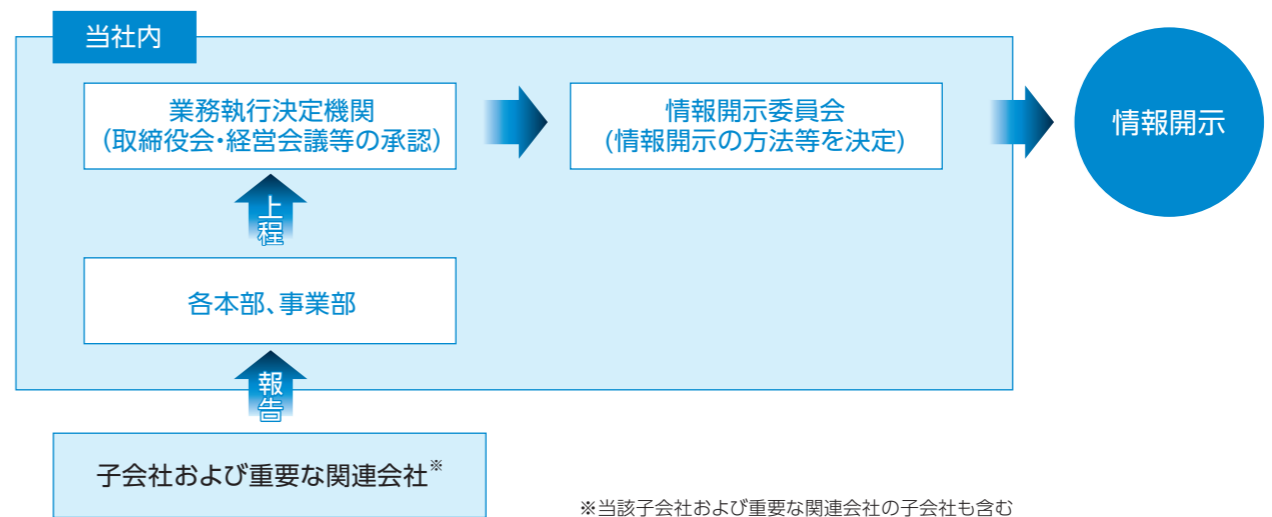 当社内
業務執行決定機関
（取締役会・経営会議等の承認）
情報開示委員会
(情報開示の方法等を決定)
情報開示
上程
各本部、事業部
報告
子会社および重要な関連会社※
※当該子会社および重要な関連会社の子会社も含む